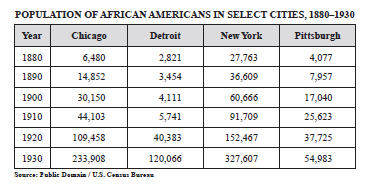 POPULATION OF AFRICAN AMERICANS IN SELECT CITIES, 1880–1930
Year Chicago Detroit New York Pittsburgh
1880 6,480 2,821 27,763 4,077
1890 14,852 3,454 36,609 7,957
1900 30,150 4,111 60,666 17,040
1910 44,103 5,741 91,709 25,623
1920 109,458 40,383 152,467 37,725
1930 233,908 120,066 327,607 54,983
Source: Public Domain / U.S. Census Bureau